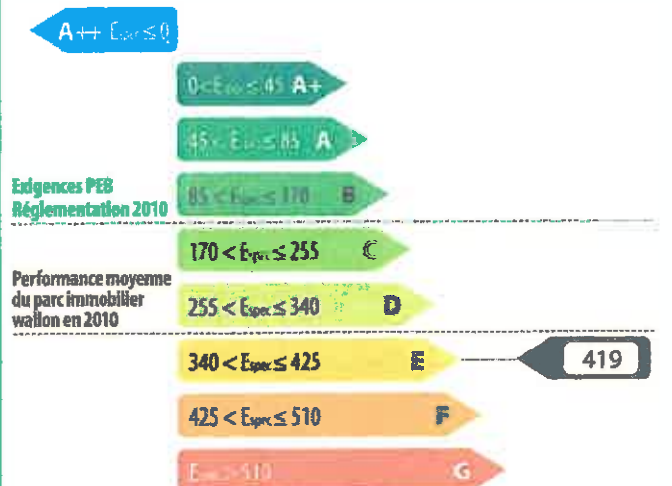 A++ Espec ≤ 0
0 < Espec ≤ 45 A+
45 < Espec ≤ 85 A
Exigences PEB
Réglementation 2010
85 < Espec ≤ 170 B
170 < Espec ≤ 255 C
Performance moyenne
du parc immobilier
wallon en 2010
255 < Espec ≤ 340 D
340 < Espec ≤ 425 E
419
425 < Espec ≤ 510 F
Espec > 510 G